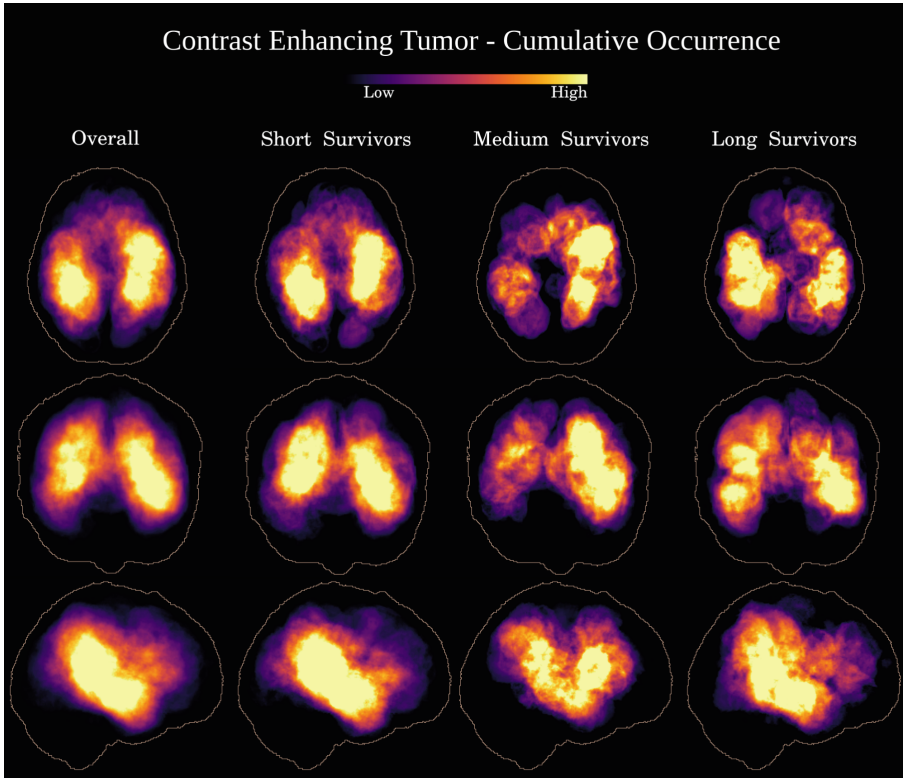 Contrast Enhancing Tumor - Cumulative Occurrence
Low High
Overall Short Survivors Medium Survivors Long Survivors